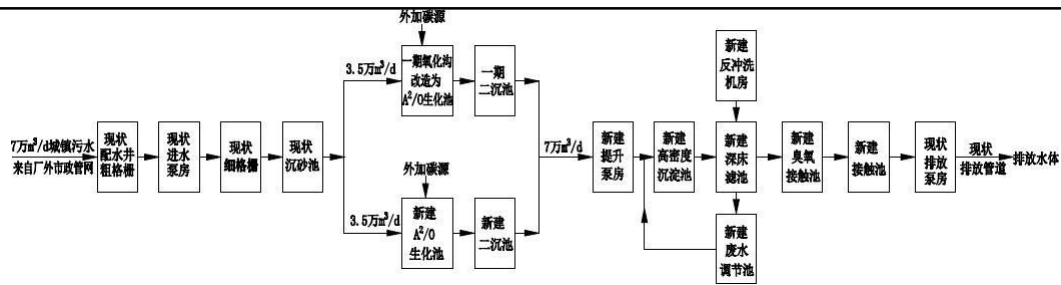 7万m³/d城镇污水
来自厂外市政管网
现状
配水井
粗格栅
现状
进水
泵房
现状
细格栅
现状
沉砂池
3.5万m³/d
外加碳源
一期氧化沟
改造为
A²/O生化池
一期
二沉池
3.5万m³/d
外加碳源
新建
A²/O
生化池
新建
二沉池
7万m³/d
新建
提升
泵房
新建
高密度
沉淀池
新建
反冲洗
机房
新建
深床
滤池
新建
废水
调节池
新建
臭氧
接触池
新建
接触池
现状
排放
泵房
现状
排放管道
排放水体